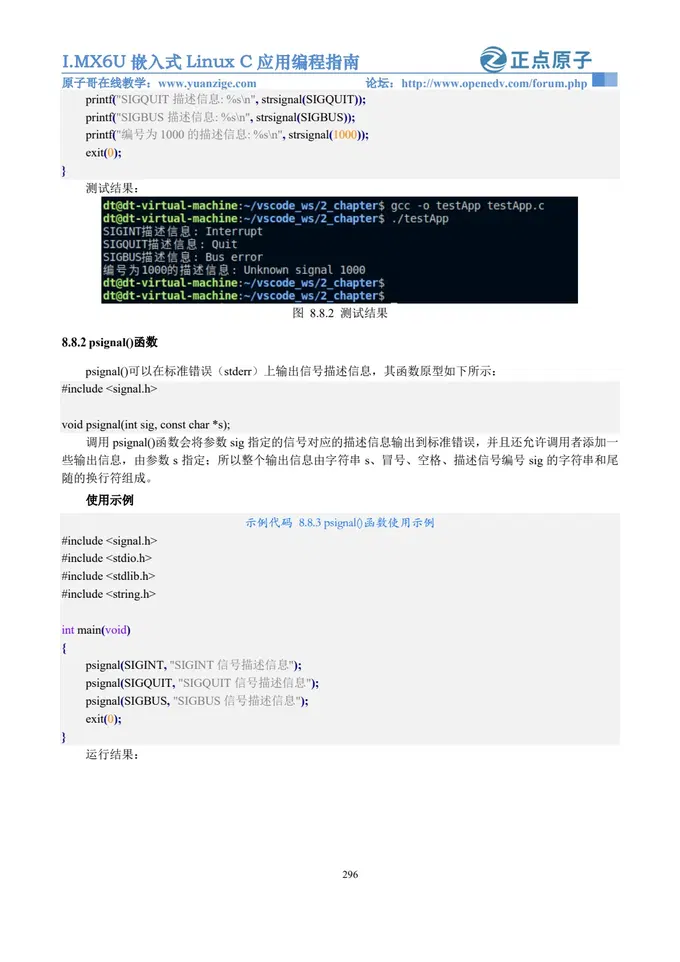 I.MX6U 嵌入式 Linux C 应用编程指南
正点原子
原子哥在线教学：www.yuanzige.com 论坛：http://www.openedv.com/forum.php
printf("SIGQUIT 描述信息: %s\n", strsignal(SIGQUIT));
printf("SIGBUS 描述信息: %s\n", strsignal(SIGBUS));
printf("编号为 1000 的描述信息: %s\n", strsignal(1000));
exit(0);
}
测试结果：
dt@dt-virtual-machine:~/vscode_ws/2_chapter$ gcc -o testApp testApp.c
dt@dt-virtual-machine:~/vscode_ws/2_chapter$ ./testApp
SIGINT描述信息: Interrupt
SIGQUIT描述信息: Quit
SIGBUS描述信息: Bus error
编号为1000的描述信息: Unknown signal 1000
dt@dt-virtual-machine:~/vscode_ws/2_chapter$
dt@dt-virtual-machine:~/vscode_ws/2_chapter$ _
图 8.8.2 测试结果
8.8.2 psignal()函数
psignal()可以在标准错误（stderr）上输出信号描述信息，其函数原型如下所示：
#include <signal.h>
void psignal(int sig, const char *s);
调用 psignal()函数会将参数 sig 指定的信号对应的描述信息输出到标准错误，并且还允许调用者添加一
些输出信息，由参数 s 指定；所以整个输出信息由字符串 s、冒号、空格、描述信号编号 sig 的字符串和尾
随的换行符组成。
使用示例
示例代码 8.8.3 psignal()函数使用示例
#include <signal.h>
#include <stdio.h>
#include <stdlib.h>
#include <string.h>
int main(void)
{
psignal(SIGINT, "SIGINT 信号描述信息");
psignal(SIGQUIT, "SIGQUIT 信号描述信息");
psignal(SIGBUS, "SIGBUS 信号描述信息");
exit(0);
}
运行结果：
296